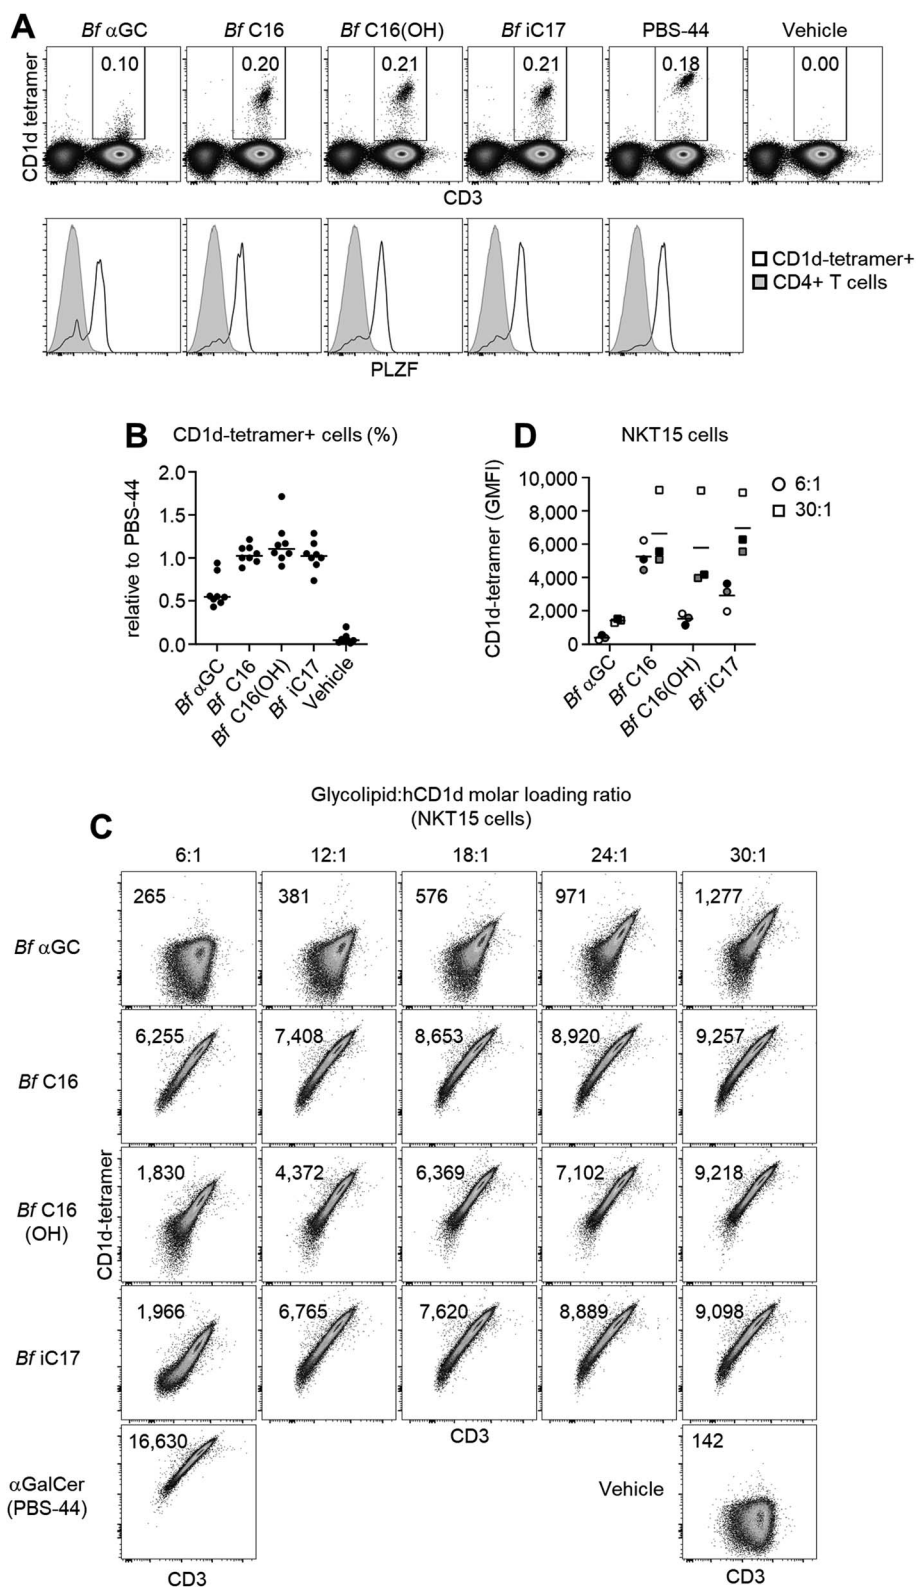 A
Bf αGC
Bf C16
Bf C16(OH)
Bf iC17
PBS-44
Vehicle
CD1d tetramer
0.10
0.20
0.21
0.21
0.18
0.00
CD3
CD1d-tetramer+
CD4+ T cells
PLZF
B
CD1d-tetramer+ cells (%)
relative to PBS-44
2.0
1.5
1.0
0.5
0.0
Bf αGC
Bf C16
Bf C16(OH)
Bf iC17
Vehicle
D
NKT15 cells
CD1d-tetramer (GMFI)
10,000
8,000
6,000
4,000
2,000
0
6:1
30:1
Bf αGC
Bf C16
Bf C16(OH)
Bf iC17
C
Glycolipid:hCD1d molar loading ratio
(NKT15 cells)
6:1
12:1
18:1
24:1
30:1
Bf αGC
265
381
576
971
1,277
Bf C16
6,255
7,408
8,653
8,920
9,257
CD1d-tetramer
Bf C16
(OH)
1,830
4,372
6,369
7,102
9,218
Bf iC17
1,966
6,765
7,620
8,889
9,098
CD3
αGalCer
(PBS-44)
16,630
Vehicle
142
CD3
CD3